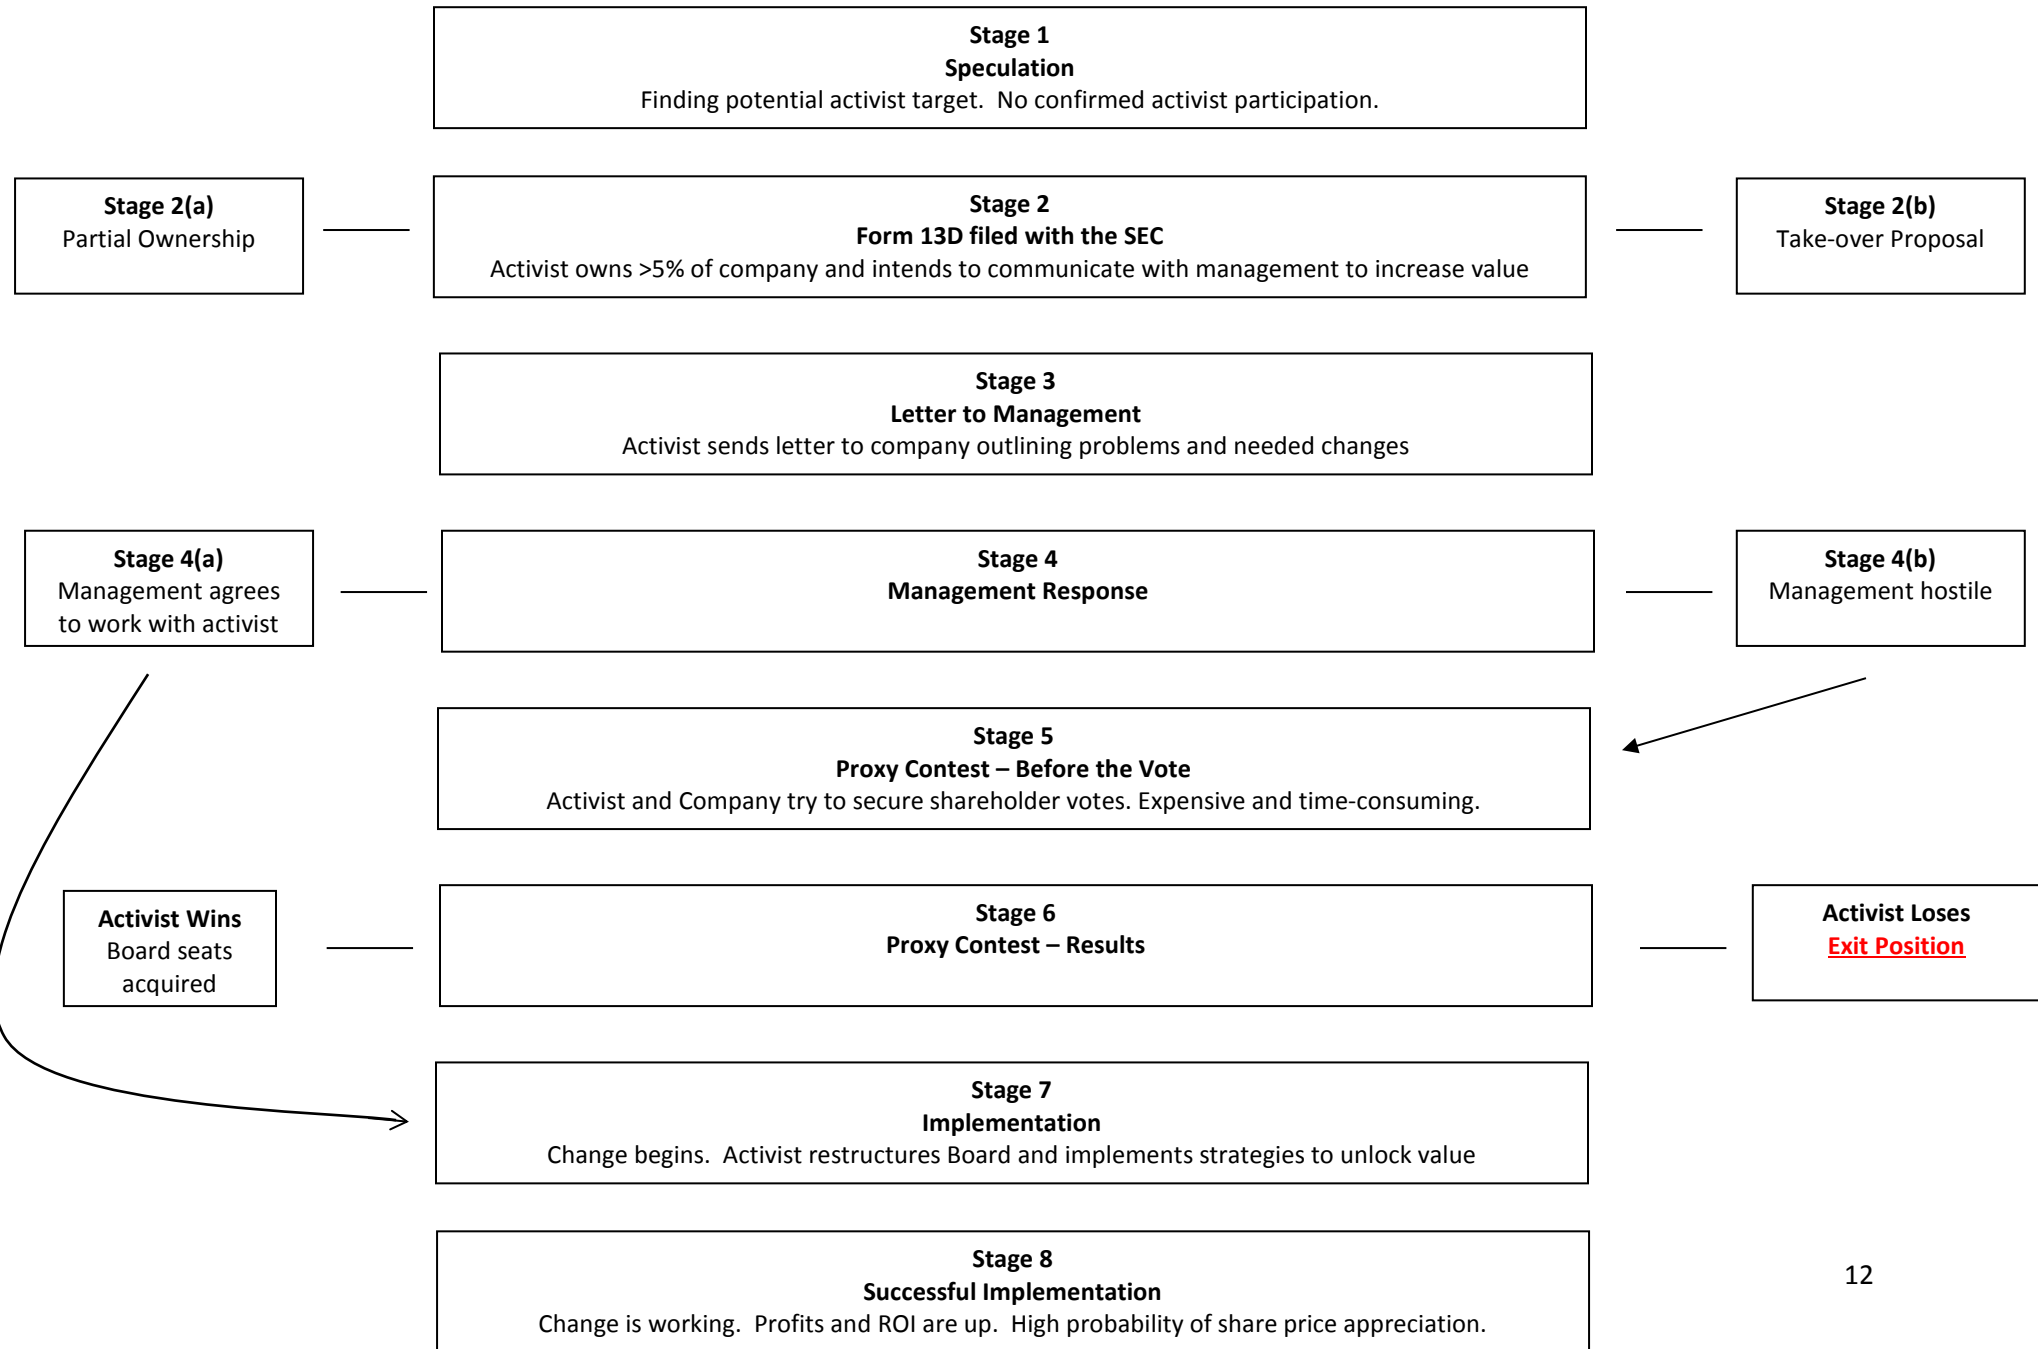 Stage 1
Speculation
Finding potential activist target.  No confirmed activist participation.
Stage 2(a)
Partial Ownership
Stage 2
Form 13D filed with the SEC
Activist owns >5% of company and intends to communicate with management to increase value
Stage 2(b)
Take-over Proposal
Stage 3
Letter to Management
Activist sends letter to company outlining problems and needed changes
Stage 4(a)
Management agrees
to work with activist
Stage 4
Management Response
Stage 4(b)
Management hostile
Stage 5
Proxy Contest – Before the Vote
Activist and Company try to secure shareholder votes. Expensive and time-consuming.
Activist Wins
Board seats
acquired
Stage 6
Proxy Contest – Results
Activist Loses
Exit Position
Stage 7
Implementation
Change begins.  Activist restructures Board and implements strategies to unlock value
Stage 8
Successful Implementation
Change is working.  Profits and ROI are up.  High probability of share price appreciation.
12